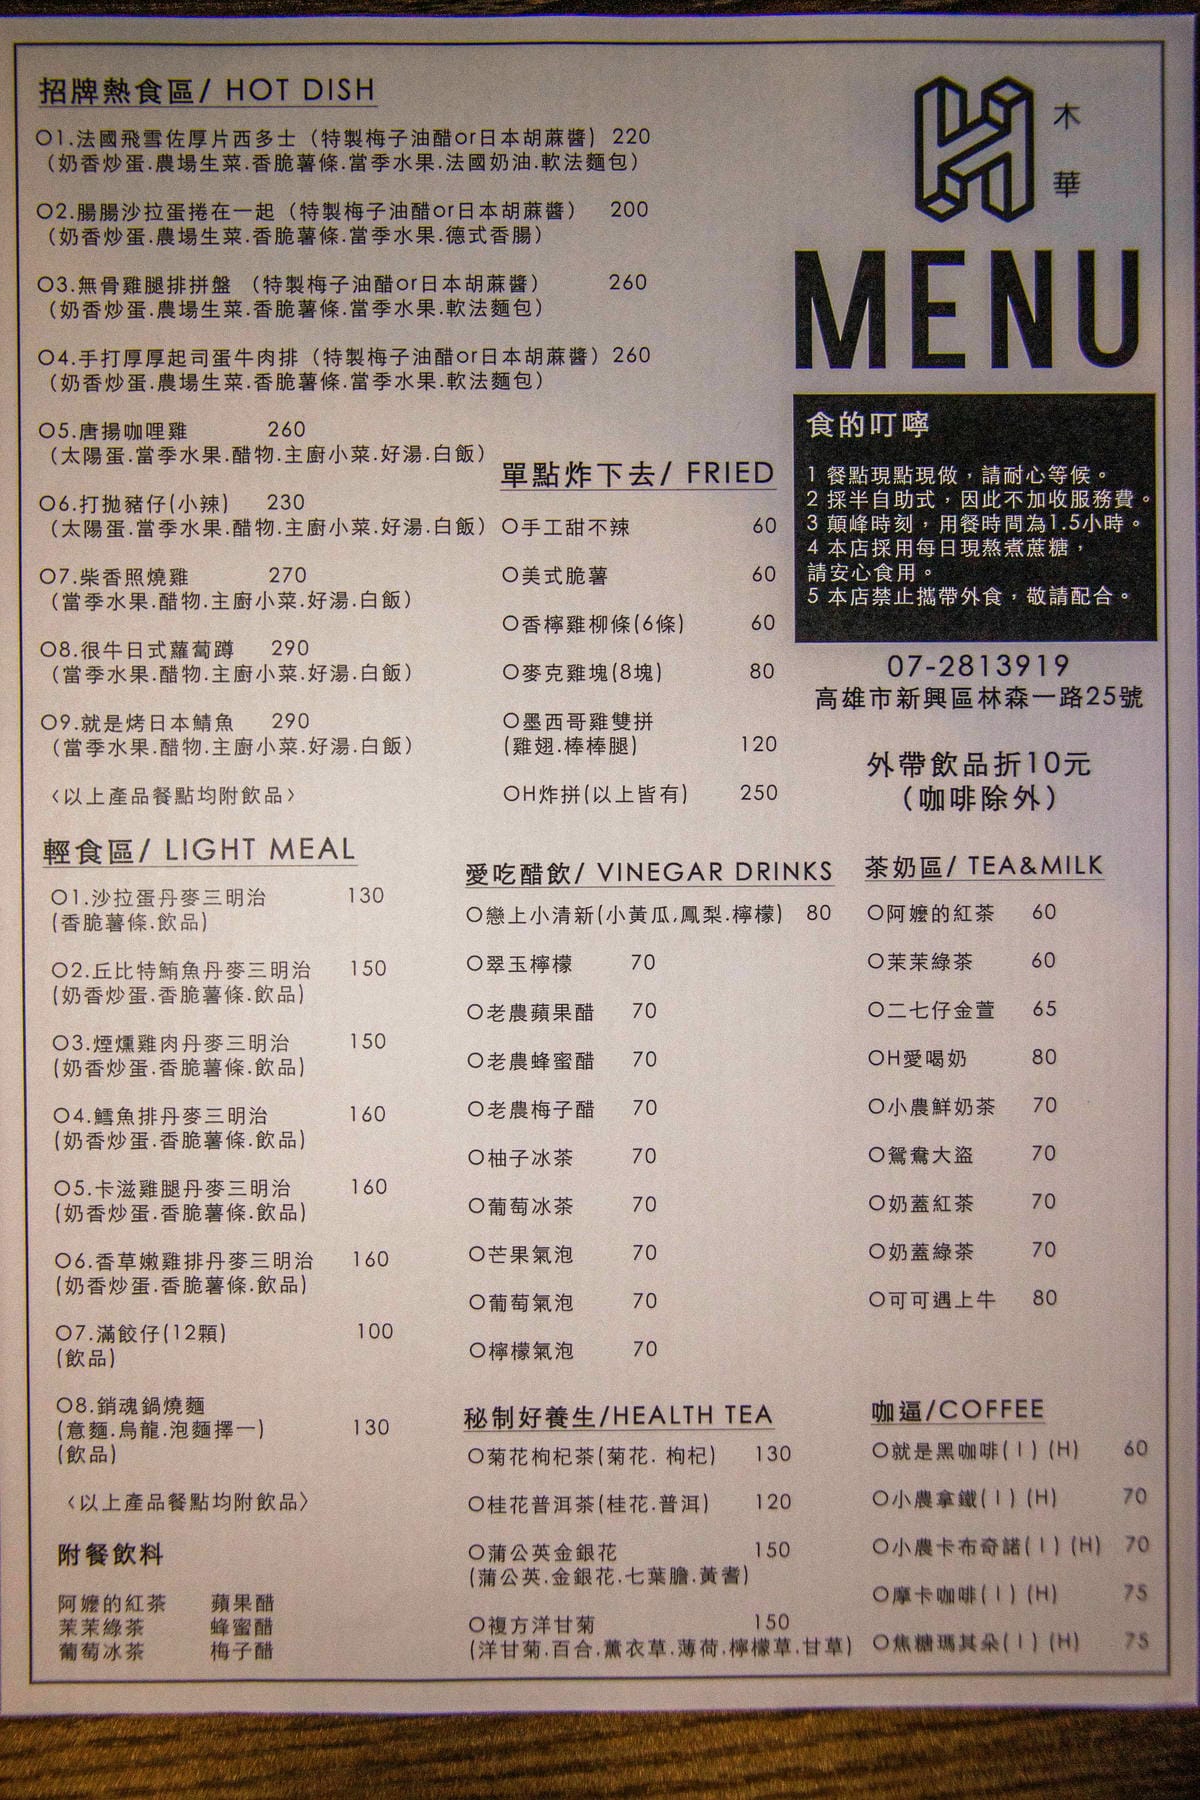 招牌熱食區/ HOT DISH
01.法國飛雪佐厚片西多士（特製梅子油醋or日本胡蔴醬） 220
（奶香炒蛋.農場生菜.香脆薯條.當季水果.法國奶油.軟法麵包）
02.腸腸沙拉蛋捲在一起（特製梅子油醋or日本胡蔴醬） 200
（奶香炒蛋.農場生菜.香脆薯條.當季水果.德式香腸）
03.無骨雞腿排拼盤 （特製梅子油醋or日本胡蔴醬） 260
（奶香炒蛋.農場生菜.香脆薯條.當季水果.軟法麵包）
04.手打厚厚起司蛋牛肉排（特製梅子油醋or日本胡蔴醬）260
（奶香炒蛋.農場生菜.香脆薯條.當季水果.軟法麵包）
05.唐揚咖哩雞 260
（太陽蛋.當季水果.醋物.主廚小菜.好湯.白飯）
06.打拋豬仔(小辣) 230
（太陽蛋.當季水果.醋物.主廚小菜.好湯.白飯）
07.柴香照燒雞 270
（當季水果.醋物.主廚小菜.好湯.白飯）
08.很牛日式蘿蔔蹲 290
（當季水果.醋物.主廚小菜.好湯.白飯）
09.就是烤日本鯖魚 290
（當季水果.醋物.主廚小菜.好湯.白飯）
〈以上產品餐點均附飲品〉
單點炸下去/ FRIED
O手工甜不辣 60
O美式脆薯 60
O香檸雞柳條(6條) 60
O麥克雞塊(8塊) 80
O墨西哥雞雙拼
(雞翅.棒棒腿) 120
OH炸拼(以上皆有) 250
木
華
MENU
食的叮嚀
1 餐點現點現做，請耐心等候。
2 採半自助式，因此不加收服務費。
3 顛峰時刻，用餐時間為1.5小時。
4 本店採用每日現熬煮蔗糖，
請安心食用。
5 本店禁止攜帶外食，敬請配合。
07-2813919
高雄市新興區林森一路25號
外帶飲品折10元
（咖啡除外）
輕食區/ LIGHT MEAL
01.沙拉蛋丹麥三明治 130
(香脆薯條.飲品)
02.丘比特鮪魚丹麥三明治 150
(奶香炒蛋.香脆薯條.飲品)
03.煙燻雞肉丹麥三明治 150
(奶香炒蛋.香脆薯條.飲品)
04.鱈魚排丹麥三明治 160
(奶香炒蛋.香脆薯條.飲品)
05.卡滋雞腿丹麥三明治 160
(奶香炒蛋.香脆薯條.飲品)
06.香草嫩雞排丹麥三明治 160
(奶香炒蛋.香脆薯條.飲品)
07.滿餃仔(12顆) 100
(飲品)
08.銷魂鍋燒麵
(意麵.烏龍.泡麵擇一) 130
(飲品)
〈以上產品餐點均附飲品〉
附餐飲料
阿嬤的紅茶 蘋果醋
茉茉綠茶 蜂蜜醋
葡萄冰茶 梅子醋
愛吃醋飲/ VINEGAR DRINKS
O戀上小清新(小黃瓜,鳳梨.檸檬) 80
O翠玉檸檬 70
O老農蘋果醋 70
O老農蜂蜜醋 70
O老農梅子醋 70
O柚子冰茶 70
O葡萄冰茶 70
O芒果氣泡 70
O葡萄氣泡 70
O檸檬氣泡 70
秘制好養生/HEALTH TEA
O菊花枸杞茶(菊花. 枸杞) 130
O桂花普洱茶(桂花.普洱) 120
O蒲公英金銀花 150
(蒲公英.金銀花.七葉膽.黃耆)
O複方洋甘菊 150
(洋甘菊.百合.薰衣草.薄荷.檸檬草.甘草)
茶奶區/ TEA&MILK
O阿嬤的紅茶 60
O茉茉綠茶 60
O二七仔金萱 65
OH愛喝奶 80
O小農鮮奶茶 70
O鴛鴦大盜 70
O奶蓋紅茶 70
O奶蓋綠茶 70
O可可遇上牛 80
咖逼/COFFEE
O就是黑咖啡( I ) (H) 60
O小農拿鐵( I ) (H) 70
O小農卡布奇諾( I ) (H) 70
O摩卡咖啡( I ) (H) 75
O焦糖瑪其朵( I ) (H) 75